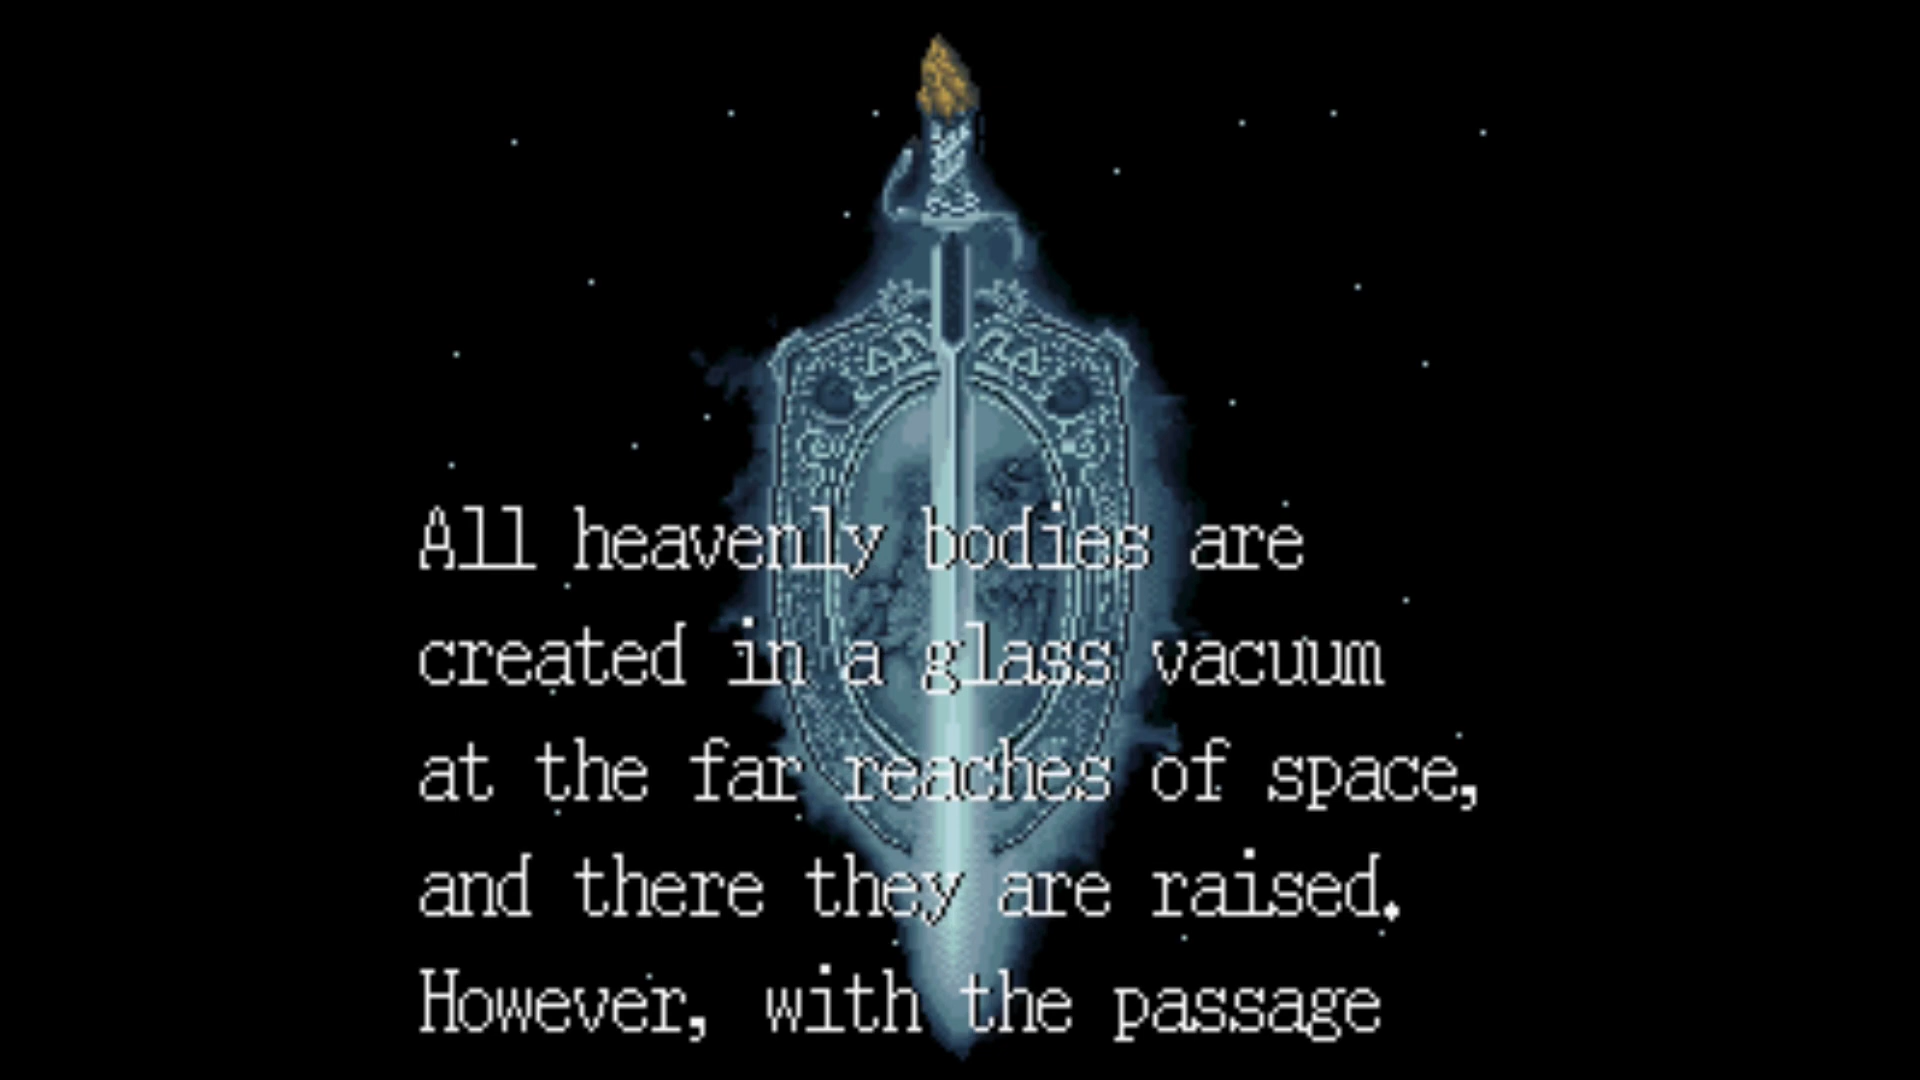 All heavenly bodies are
created in a glass vacuum
at the far reaches of space,
and there they are raised.
However, with the passage